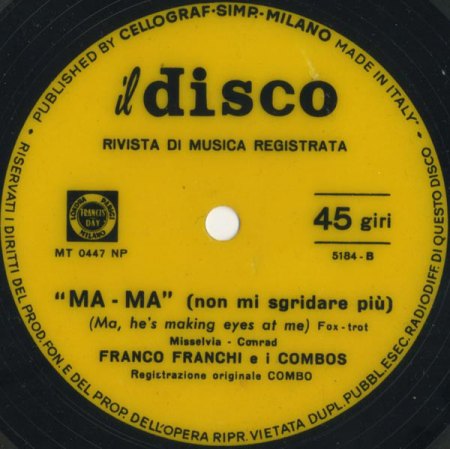 • PUBLISHED BY CELLOGRAF-SIMP-MILANO MADE IN ITALY •
il disco
RIVISTA DI MUSICA REGISTRATA
FRANCIS DAY
MILANO
MT 0447 NP
45 giri
5184-B
"MA-MA" (non mi sgridare più)
(Ma, he's making eyes at me) Fox-trot
Misselvia - Conrad
FRANCO FRANCHI e i COMBOS
Registrazione originale COMBO
RISERVATI I DIRITTI DEL PROD. FON. E DEL PROP. DELL'OPERA RIPR. VIETATA DUPL. PUBBL. ESEC. RADIODIFF. DI QUESTO DISCO